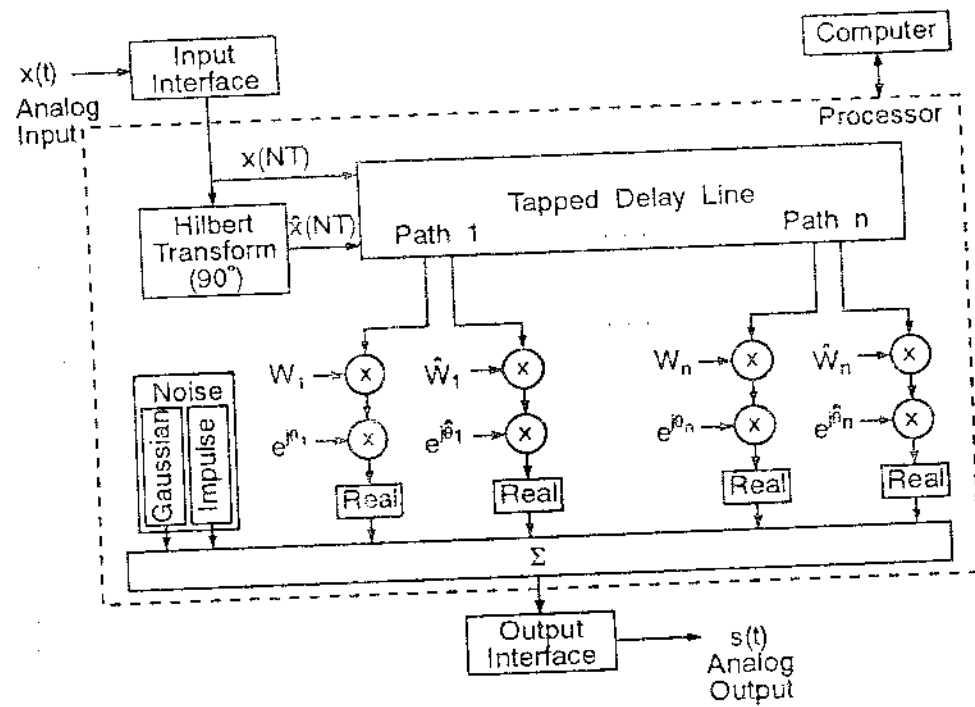 Computer
Input
Interface
x(t)
Analog
Input
Processor
x(NT)
Tapped Delay Line
Hilbert
Transform
(90°)
x̂(NT)
Path 1
. . .
Path n
. . .
W₁
Ŵ₁
Wₙ
Ŵₙ
Noise
Gaussian
Impulse
x
x
x
x
e^jθ₁
e^jθ̂₁
e^jθₙ
e^jθ̂ₙ
x
x
x
x
Real
Real
Real
Real
Σ
Output
Interface
s(t)
Analog
Output